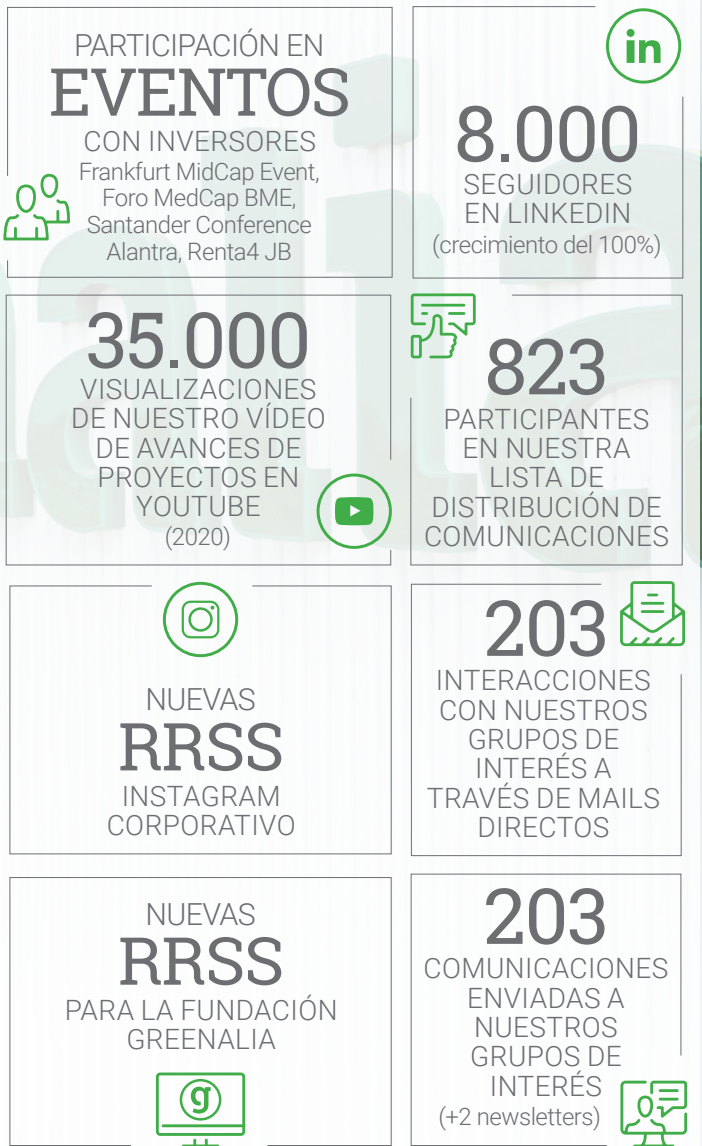 PARTICIPACIÓN EN
EVENTOS
CON INVERSORES
Frankfurt MidCap Event,
Foro MedCap BME,
Santander Conference
Alantra, Renta4 JB
in
8.000
SEGUIDORES
EN LINKEDIN
(crecimiento del 100%)
35.000
VISUALIZACIONES
DE NUESTRO VÍDEO
DE AVANCES DE
PROYECTOS EN
YOUTUBE
(2020)
823
PARTICIPANTES
EN NUESTRA
LISTA DE
DISTRIBUCIÓN DE
COMUNICACIONES
NUEVAS
RRSS
INSTAGRAM
CORPORATIVO
203
INTERACCIONES
CON NUESTROS
GRUPOS DE
INTERÉS A
TRAVÉS DE MAILS
DIRECTOS
NUEVAS
RRSS
PARA LA FUNDACIÓN
GREENALIA
g
203
COMUNICACIONES
ENVIADAS A
NUESTROS
GRUPOS DE
INTERÉS
(+2 newsletters)